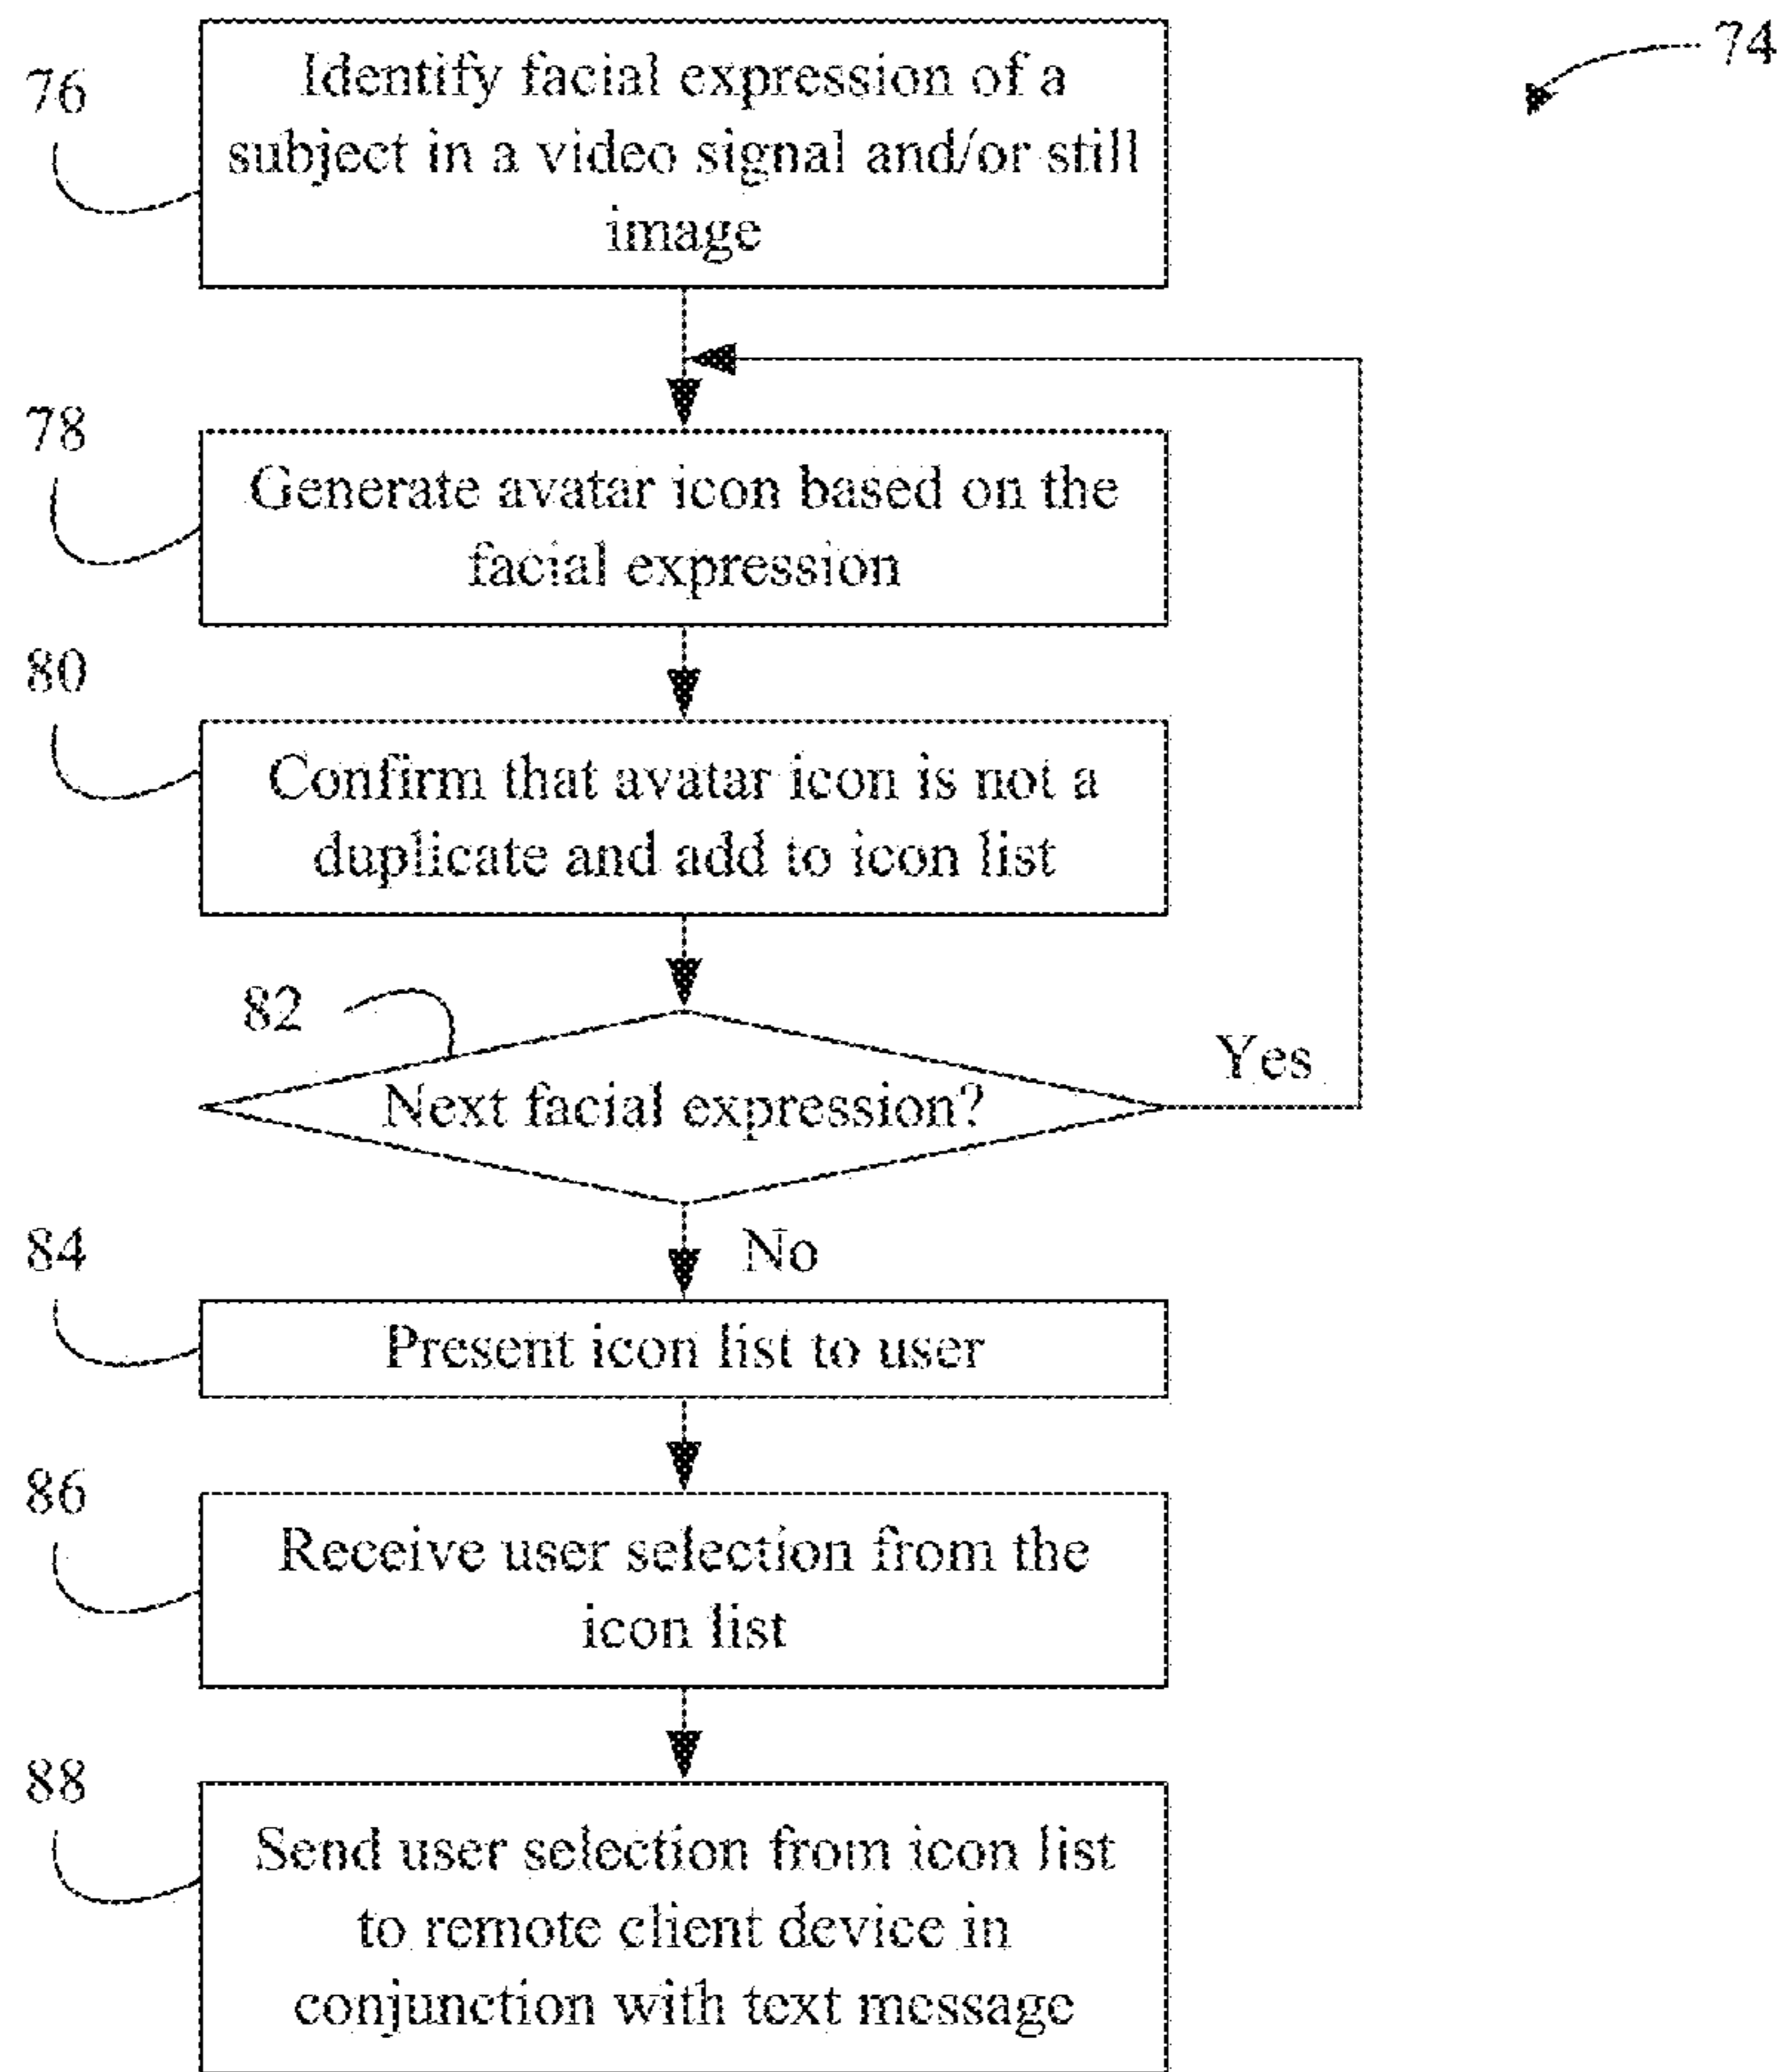 74
76
Identify facial expression of a
subject in a video signal and/or still
image
78
Generate avatar icon based on the
facial expression
80
Confirm that avatar icon is not a
duplicate and add to icon list
82
Next facial expression?
Yes
No
84
Present icon list to user
86
Receive user selection from the
icon list
88
Send user selection from icon list
to remote client device in
conjunction with text message